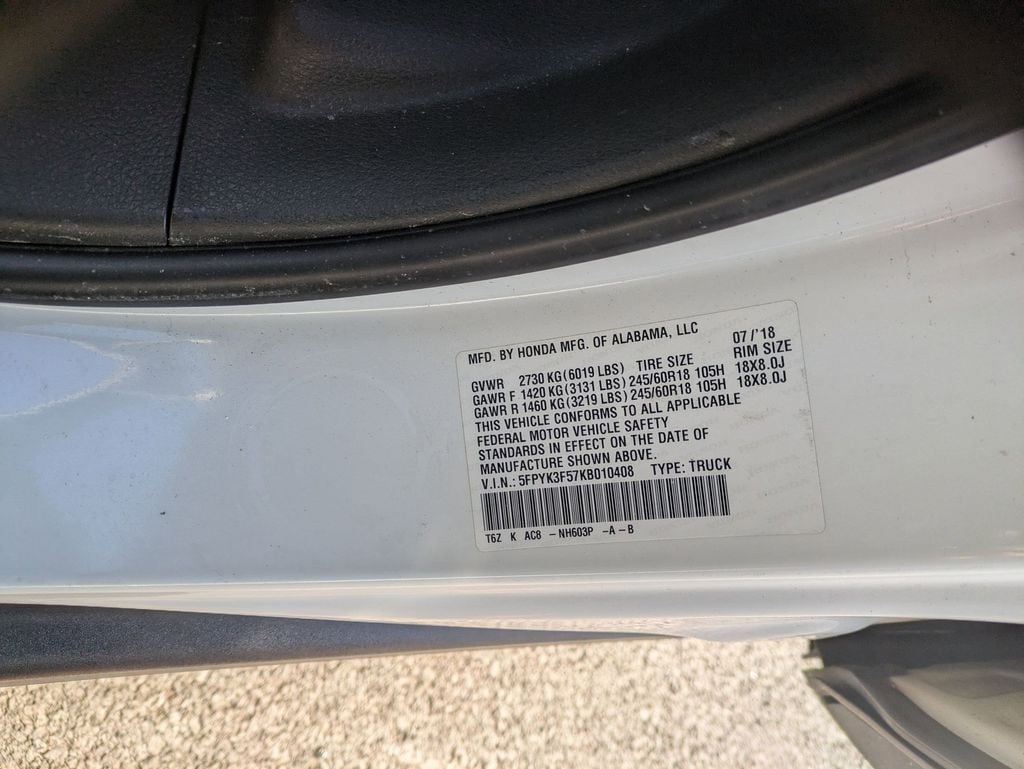 MFD. BY HONDA MFG. OF ALABAMA, LLC 07/'18
GVWR 2730 KG(6019 LBS) TIRE SIZE RIM SIZE
GAWR F 1420 KG(3131 LBS) 245/60R18 105H 18X8.0J
GAWR R 1460 KG(3219 LBS) 245/60R18 105H 18X8.0J
THIS VEHICLE CONFORMS TO ALL APPLICABLE
FEDERAL MOTOR VEHICLE SAFETY
STANDARDS IN EFFECT ON THE DATE OF
MANUFACTURE SHOWN ABOVE.
V.I.N.: 5FPYK3F57KB010408 TYPE: TRUCK
T6Z K AC8 -NH603P -A-B